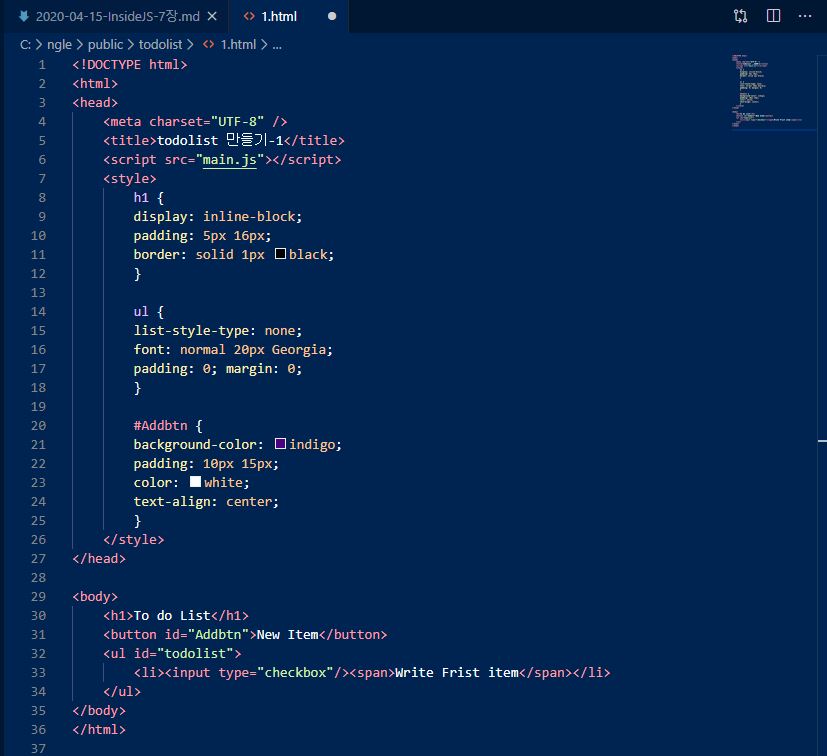 2020-04-15-InsideJS-7장.md 1.html
C: > ngle > public > todolist > 1.html > ...
1 <!DOCTYPE html>
2 <html>
3 <head>
4 <meta charset="UTF-8" />
5 <title>todolist 만들기-1</title>
6 <script src="main.js"></script>
7 <style>
8 h1 {
9 display: inline-block;
10 padding: 5px 16px;
11 border: solid 1px black;
12 }
13
14 ul {
15 list-style-type: none;
16 font: normal 20px Georgia;
17 padding: 0; margin: 0;
18 }
19
20 #Addbtn {
21 background-color: indigo;
22 padding: 10px 15px;
23 color: white;
24 text-align: center;
25 }
26 </style>
27 </head>
28
29 <body>
30 <h1>To do List</h1>
31 <button id="Addbtn">New Item</button>
32 <ul id="todolist">
33 <li><input type="checkbox"/><span>Write Frist item</span></li>
34 </ul>
35 </body>
36 </html>
37